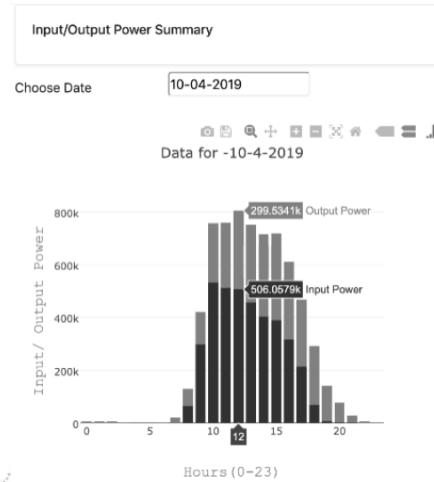 Input/Output Power Summary
Choose Date 10-04-2019
Data for -10-4-2019
Input/ Output Power
800k
600k
400k
200k
0
299.5341k Output Power
506.0579k Input Power
0 5 10 12 15 20
Hours(0-23)